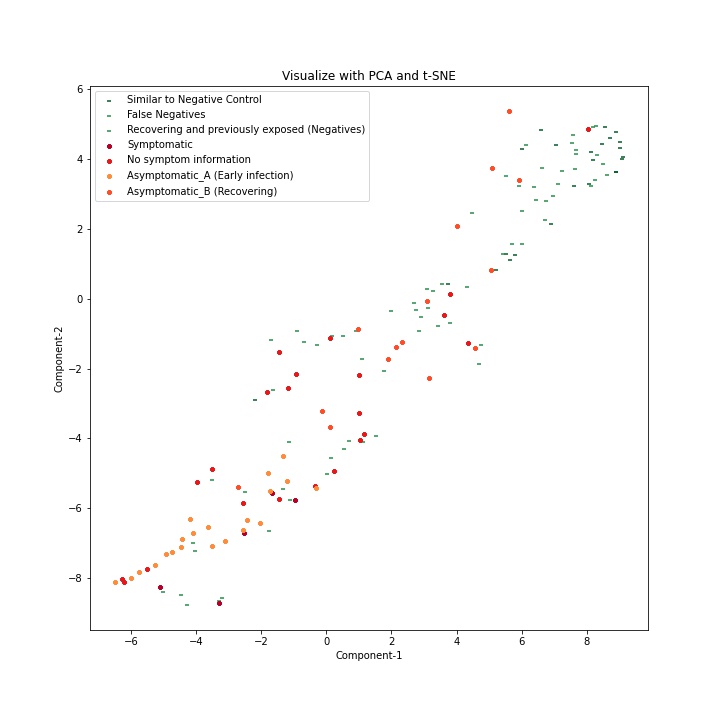 Visualize with PCA and t-SNE
Similar to Negative Control
False Negatives
Recovering and previously exposed (Negatives)
Symptomatic
No symptom information
Asymptomatic_A (Early infection)
Asymptomatic_B (Recovering)
6
4
2
0
−2
−4
−6
−8
Component-2
−6 −4 −2 0 2 4 6 8
Component-1